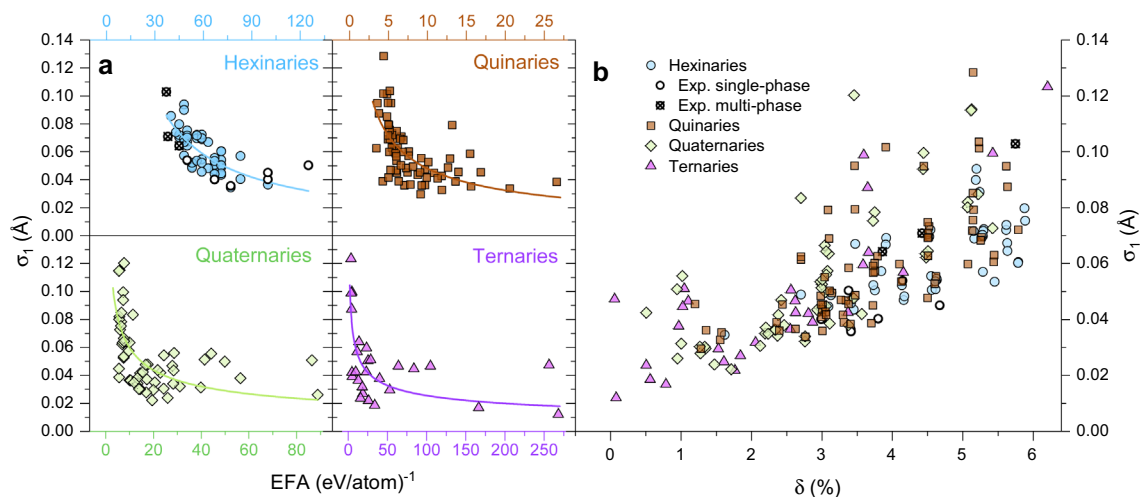 0 15 30 45 60 75 90 105 120
0 5 10 15 20 25
0.14
0.12
0.10
0.08
0.06
0.04
0.02
0.00
0.12
0.10
0.08
0.06
0.04
0.02
0.00
σ₁ (Å)
a
Hexinaries
Quinaries
Quaternaries
Ternaries
0 20 40 60 80
0 50 100 150 200 250
EFA (eV/atom)⁻¹
b
Hexinaries
Exp. single-phase
Exp. multi-phase
Quinaries
Quaternaries
Ternaries
0.14
0.12
0.10
0.08
0.06
0.04
0.02
0.00
σ₁ (Å)
0 1 2 3 4 5 6
δ (%)